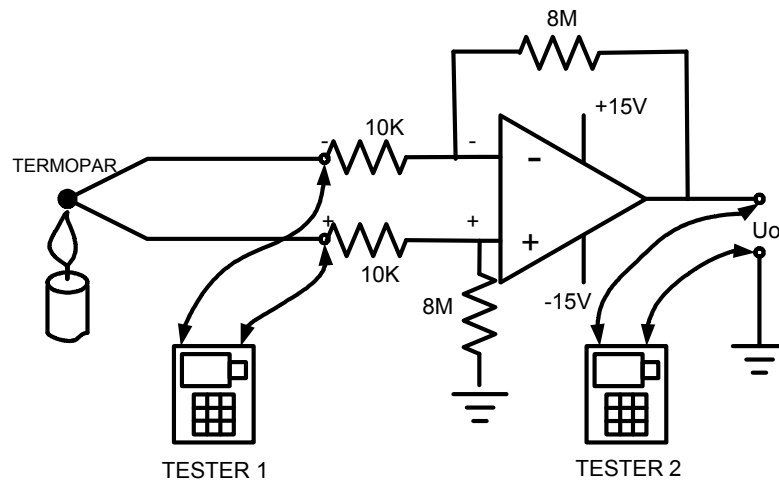 8M
+15V
10K
-
-
-
TERMOPAR
+
+
+
Uo
10K
-15V
8M
TESTER 1
TESTER 2